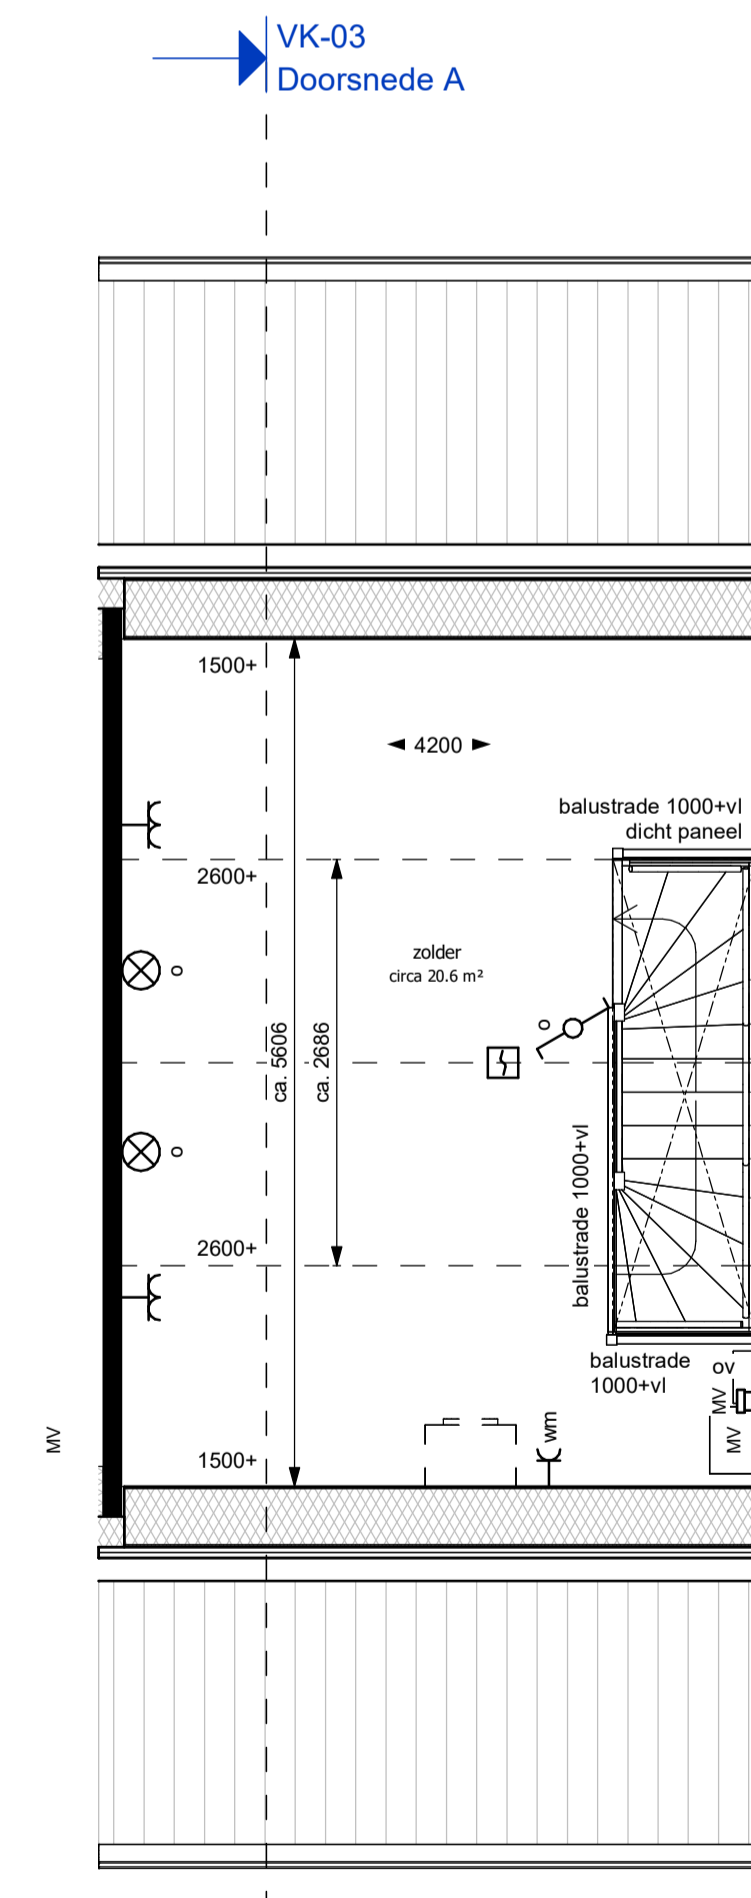 VK-03
Doorsnede A
1500+
4200
balustrade 1000+vl
dicht paneel
2600+
zolder
circa 20.6 m²
o
ca. 5606
ca. 2686
o
o
balustrade 1000+vl
2600+
balustrade
1000+vl
ov
MV
MV
wm
MV
1500+